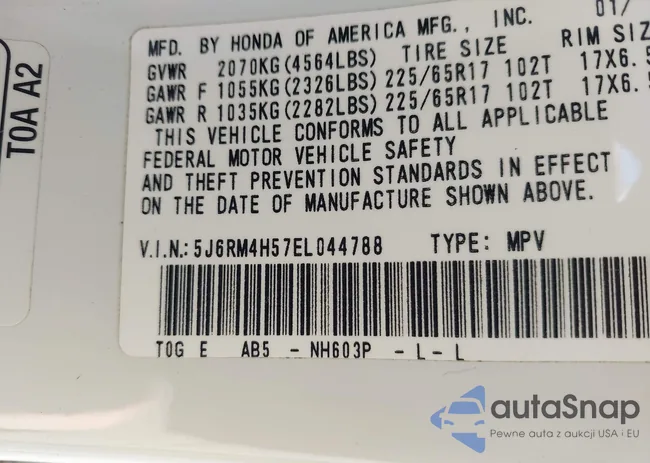 T0A A2
MFD. BY HONDA OF AMERICA MFG., INC. 01/
GVWR 2070KG(4564LBS) TIRE SIZE RIM SIZ
GAWR F 1055KG(2326LBS) 225/65R17 102T 17X6.5
GAWR R 1035KG(2282LBS) 225/65R17 102T 17X6.5
THIS VEHICLE CONFORMS TO ALL APPLICABLE
FEDERAL MOTOR VEHICLE SAFETY
AND THEFT PREVENTION STANDARDS IN EFFECT
ON THE DATE OF MANUFACTURE SHOWN ABOVE.
V.I.N.: 5J6RM4H57EL044788 TYPE: MPV
T0G E AB5 - NH603P - L - L
autaSnap
Pewne auta z aukcji USA i EU